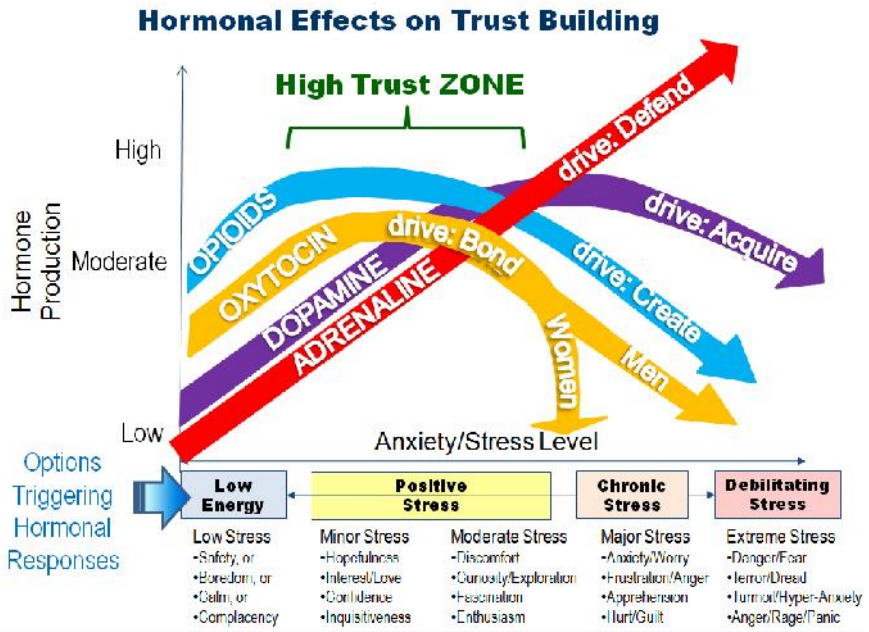 Hormonal Effects on Trust Building
High Trust ZONE
High
Moderate
Low
Hormone
Production
OPIOIDS
OXYTOCIN
DOPAMINE
ADRENALINE
drive: Bond
drive: Defend
drive: Acquire
drive: Create
Women
Men
Anxiety/Stress Level
Options
Triggering
Hormonal
Responses
Low
Energy
Positive
Stress
Chronic
Stress
Debilitating
Stress
Low Stress
•Safety, or
•Boredom, or
•Calm, or
•Complacency
Minor Stress
•Hopefulness
•Interest/Love
•Confidence
•Inquisitiveness
Moderate Stress
•Discomfort
•Curiosity/Exploration
•Fascination
•Enthusiasm
Major Stress
•Anxiety/Worry
•Frustration/Anger
•Apprehension
•Hurt/Guilt
Extreme Stress
•Danger/Fear
•Terror/Dread
•Turmoil/Hyper-Anxiety
•Anger/Rage/Panic